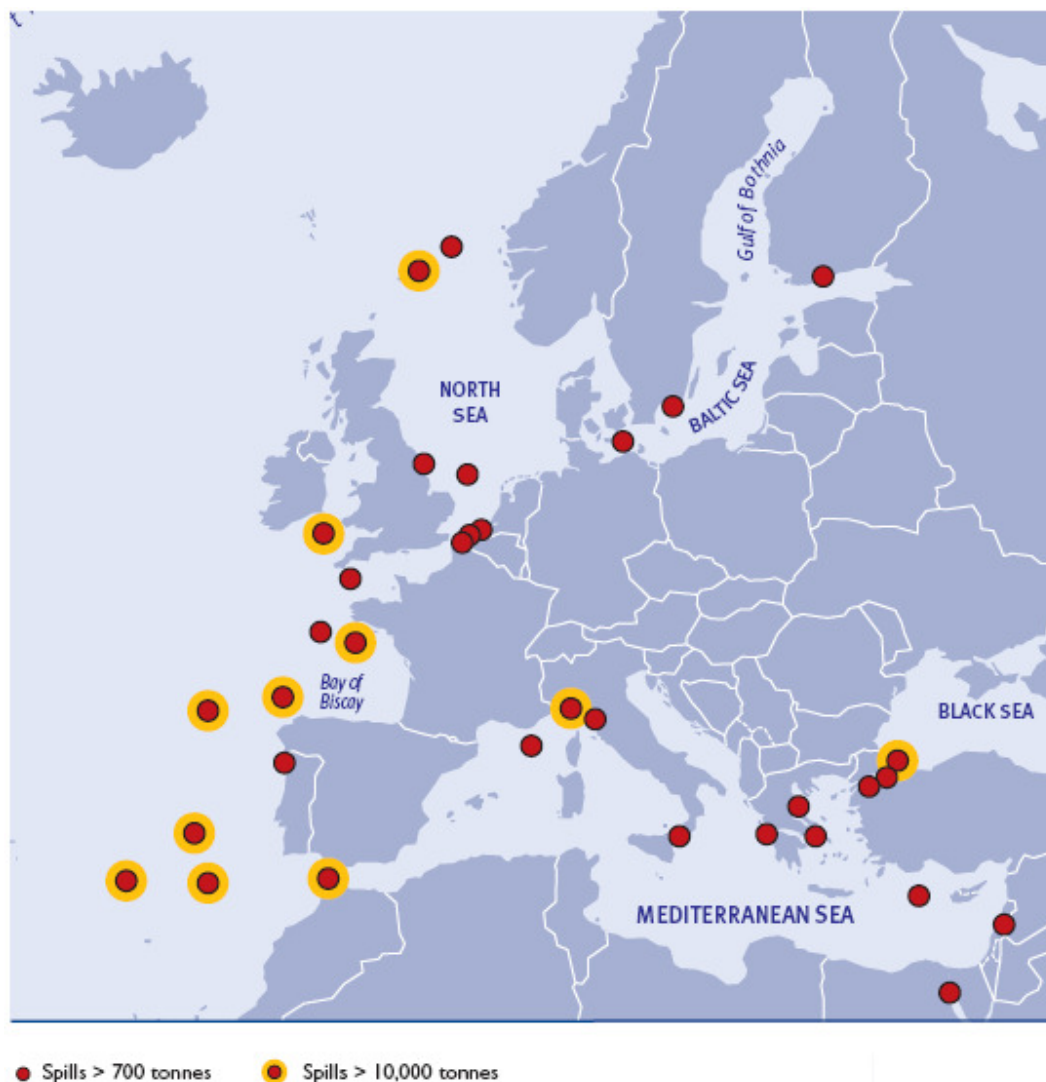 Gulf of Bothnia
NORTH
SEA
BALTIC SEA
Bay of
Biscay
BLACK SEA
MEDITERRANEAN SEA
Spills > 700 tonnes
Spills > 10,000 tonnes